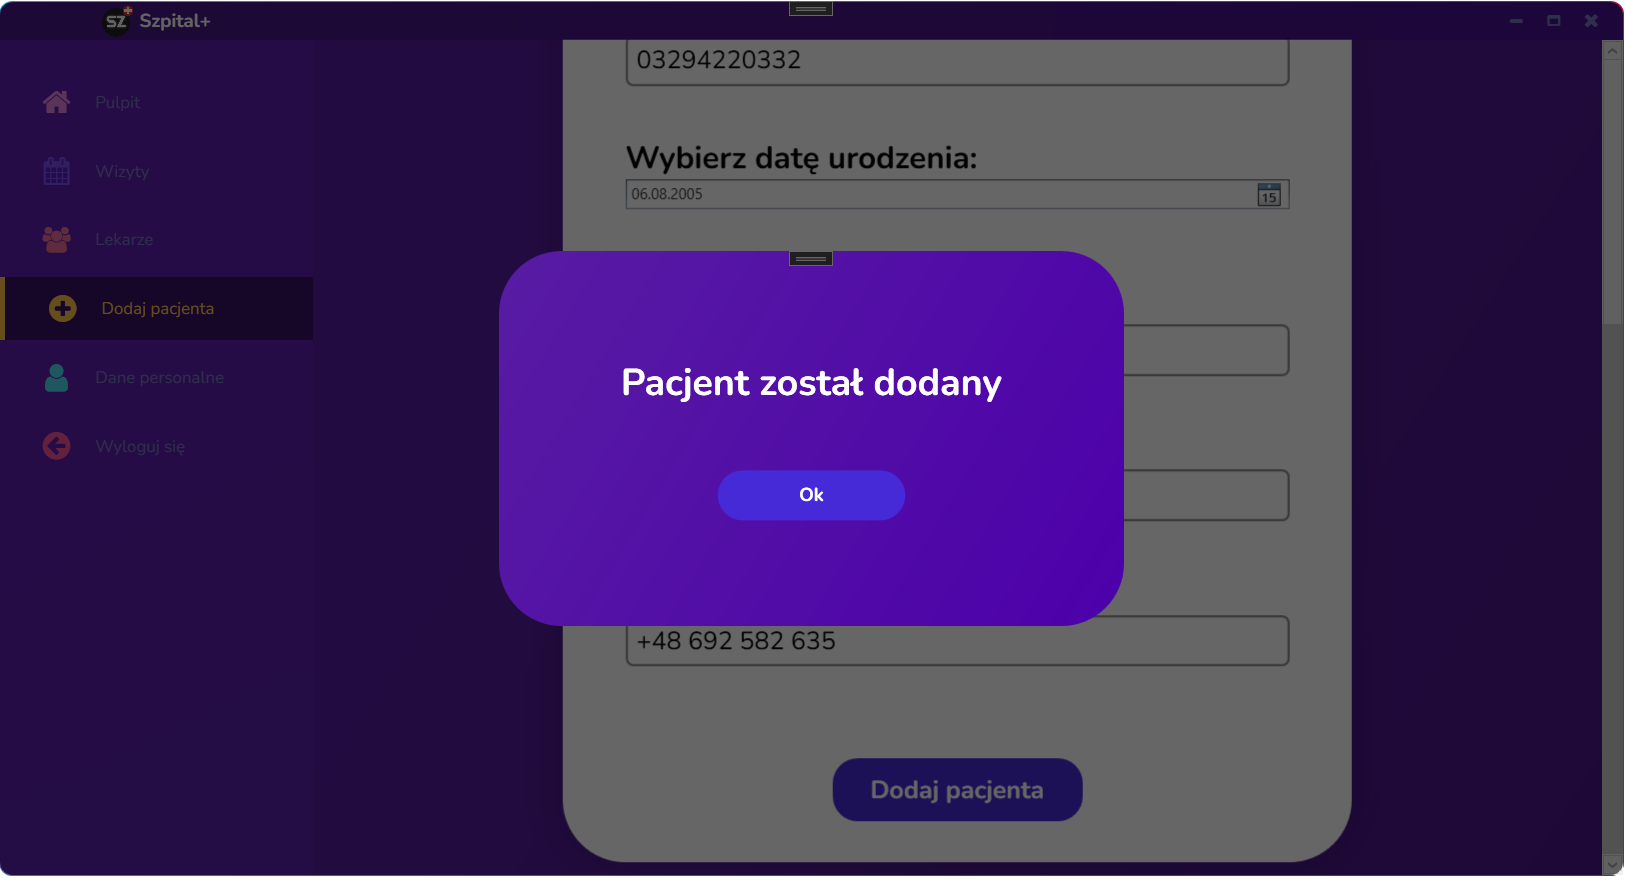 SZ Szpital+
03294220332
Pulpit
Wybierz datę urodzenia:
Wizyty
06.08.2005
15
Lekarze
Dodaj pacjenta
Pacjent został dodany
Dane personalne
Wyloguj się
Ok
+48 692 582 635
Dodaj pacjenta